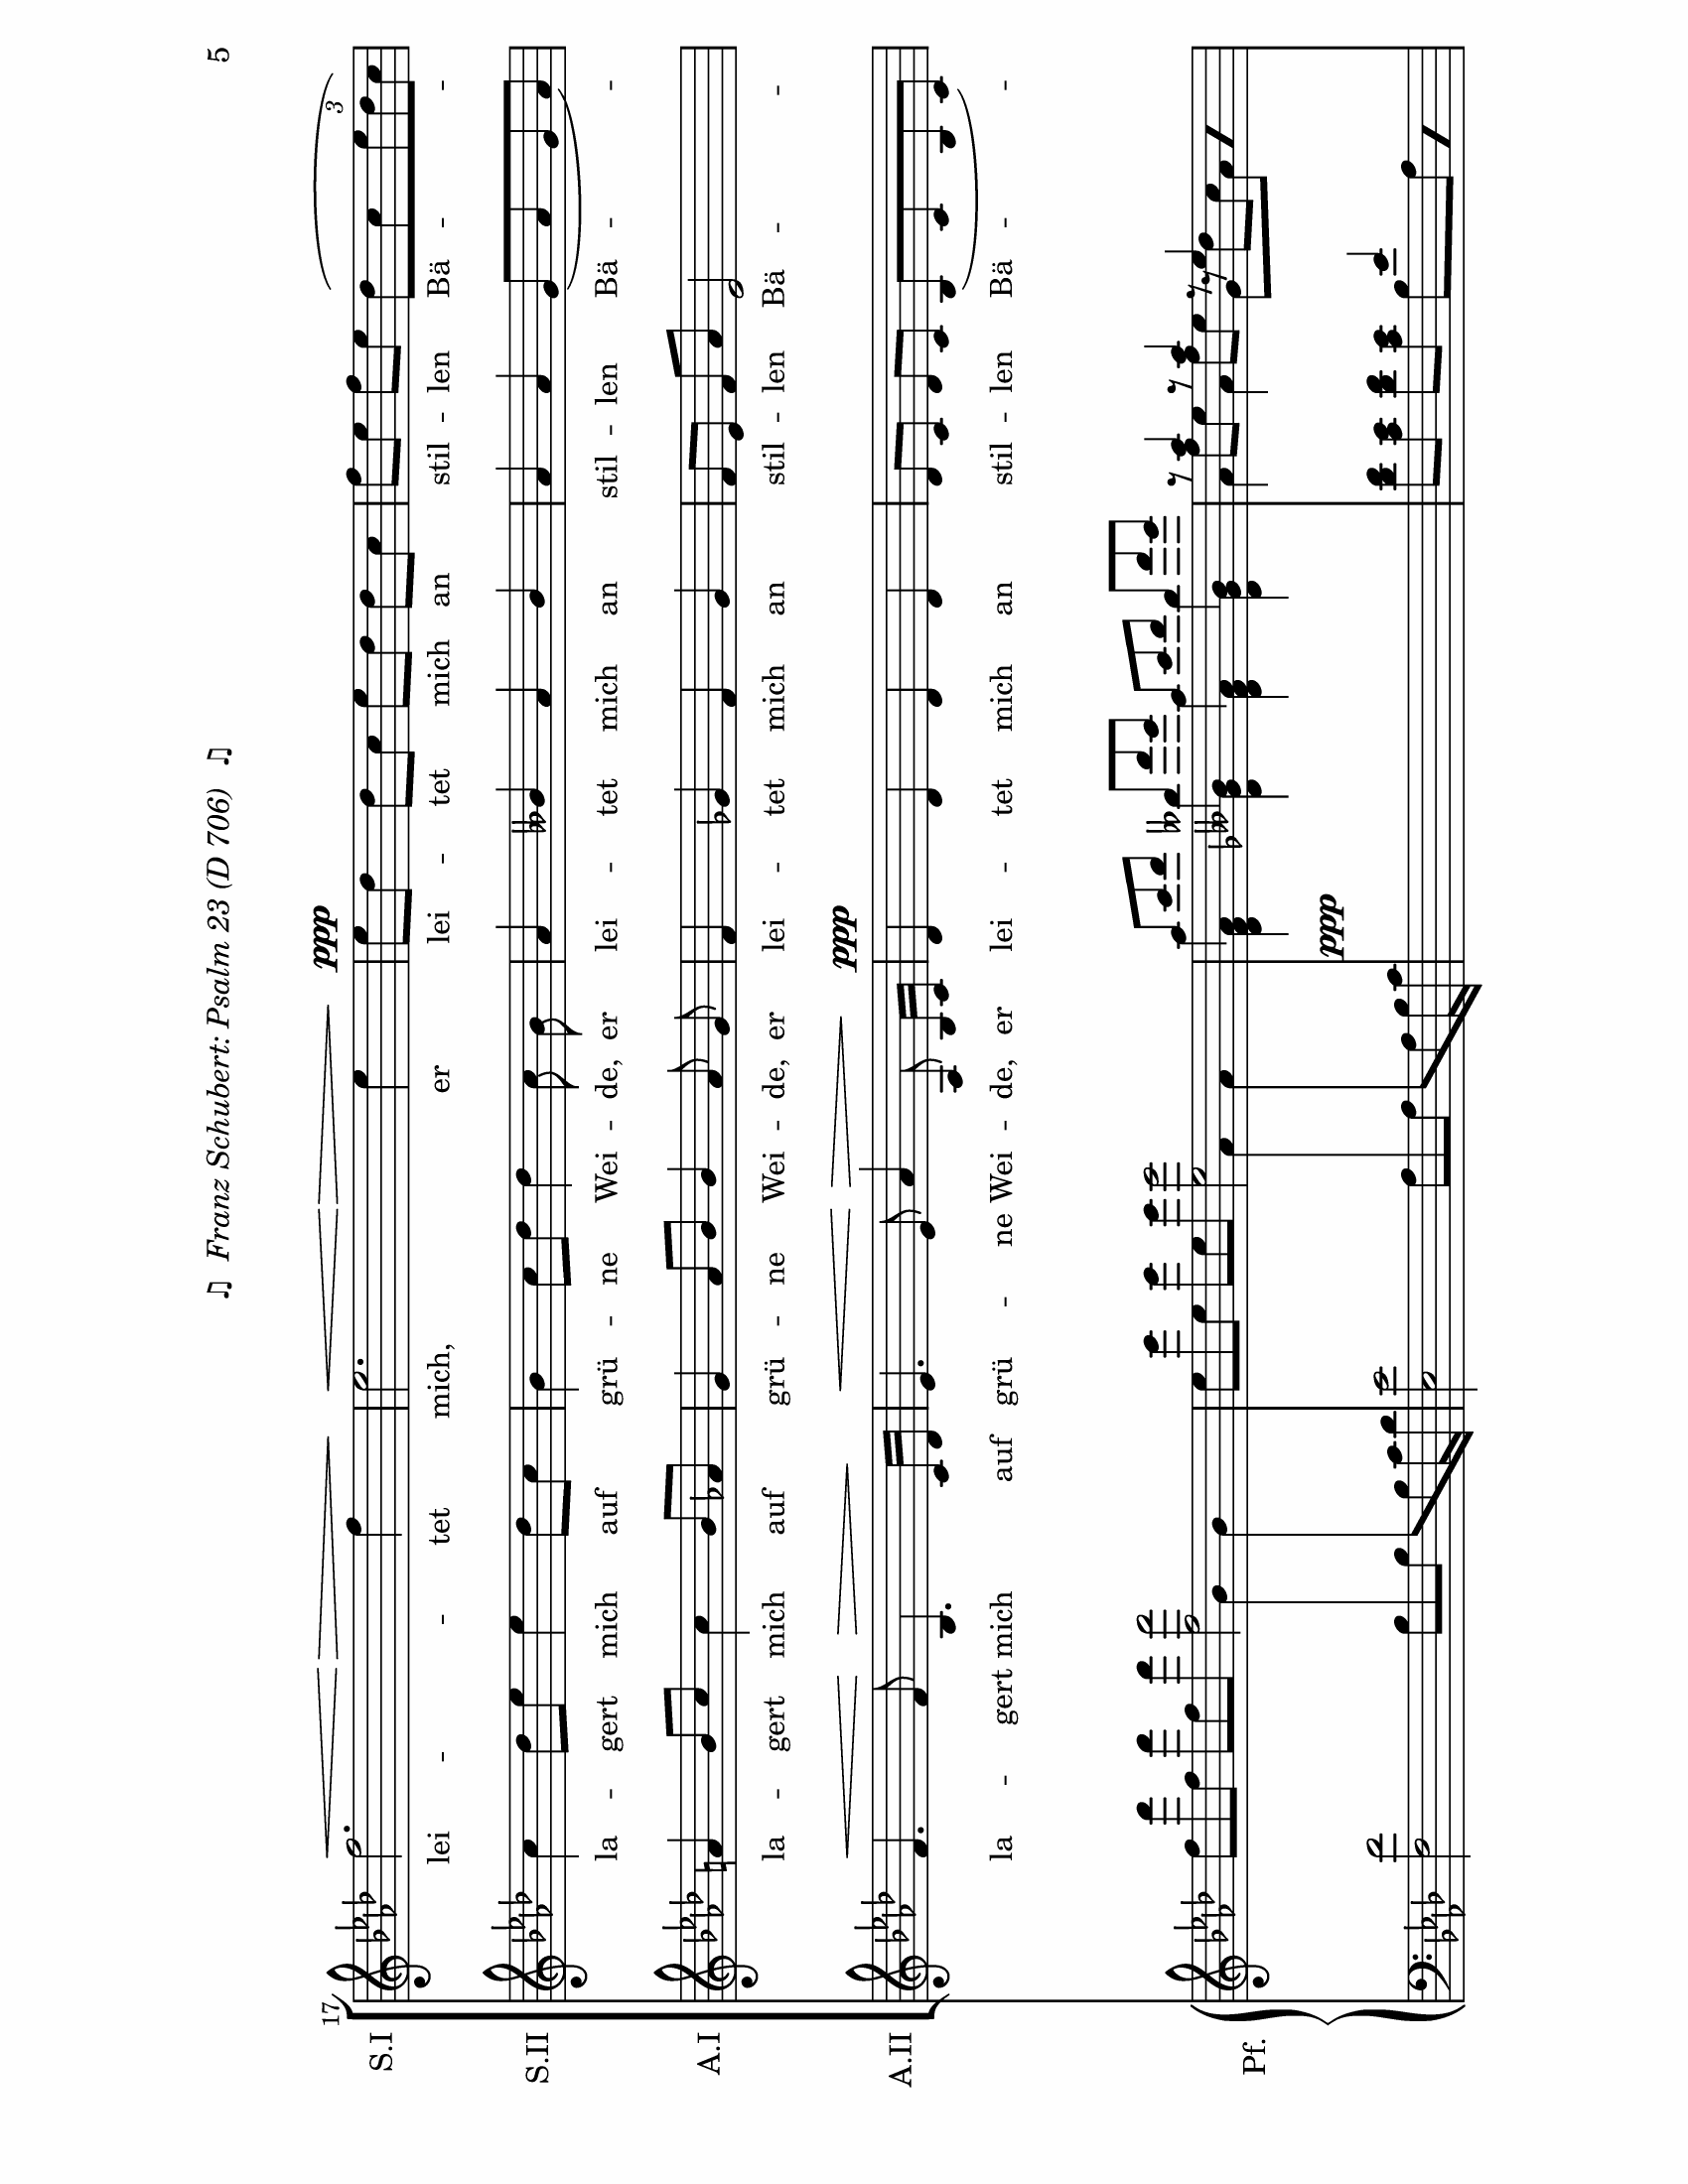 ♫ Franz Schubert: Psalm 23 (D 706) ♫ 5
17
ppp
3
S.I
lei - - tet mich, er lei - tet mich an stil - len Bä - -
S.II
la - gert mich auf grü - ne Wei - de, er lei - tet mich an stil - len Bä - -
A.I
la - gert mich auf grü - ne Wei - de, er lei - tet mich an stil - len Bä - -
ppp
A.II
la - gert mich auf grü - ne Wei - de, er lei - tet mich an stil - len Bä - -
Pf.
ppp